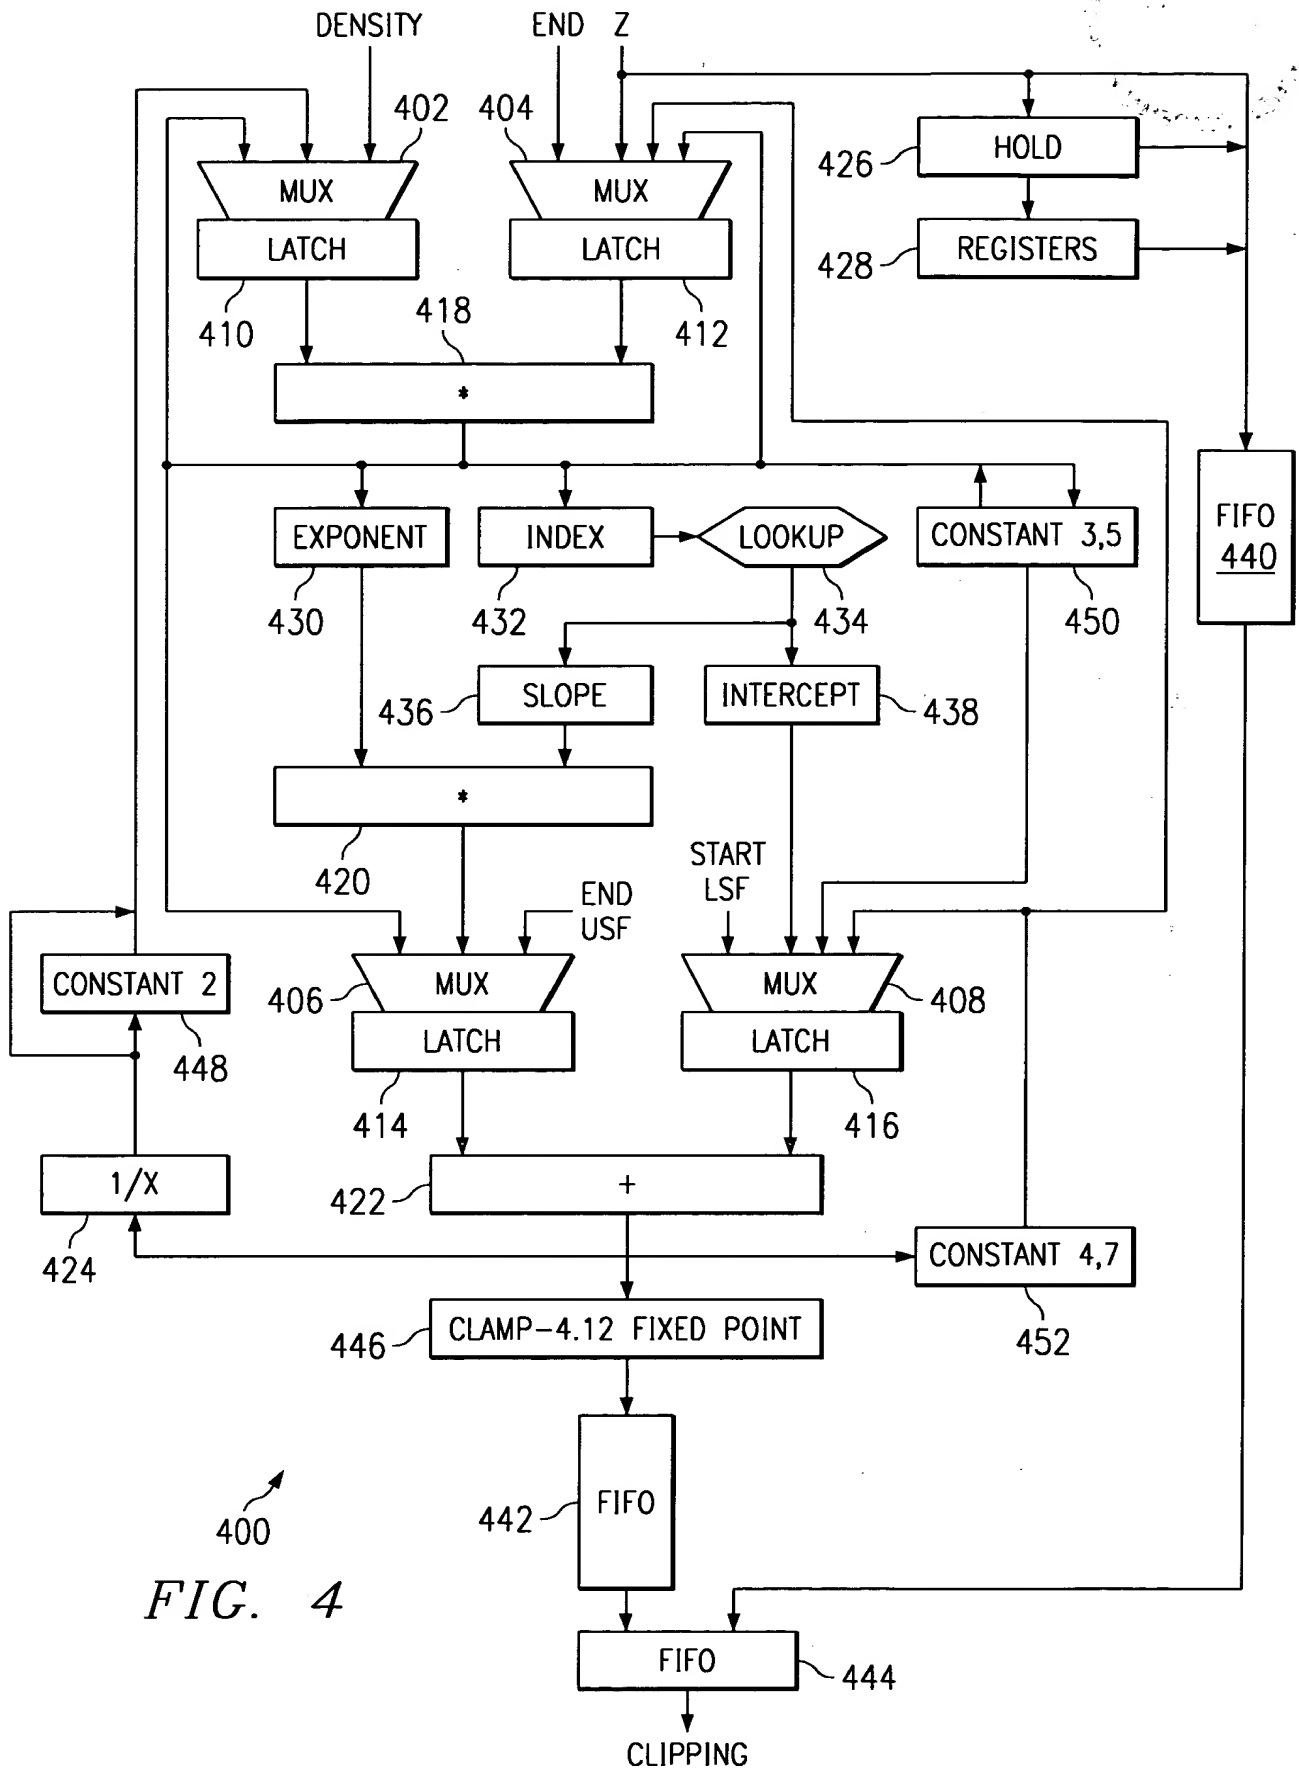 DENSITY
END Z
402
404
MUX
MUX
HOLD
426
LATCH
LATCH
REGISTERS
428
410
418
412
*
EXPONENT
INDEX
LOOKUP
CONSTANT 3,5
FIFO
440
430
432
434
450
SLOPE
436
INTERCEPT
438
*
420
START
LSF
END
USF
CONSTANT 2
406
MUX
MUX
408
LATCH
LATCH
448
414
416
1/X
422
+
424
CONSTANT 4,7
446
CLAMP-4.12 FIXED POINT
452
442
FIFO
400
FIG. 4
FIFO
444
CLIPPING